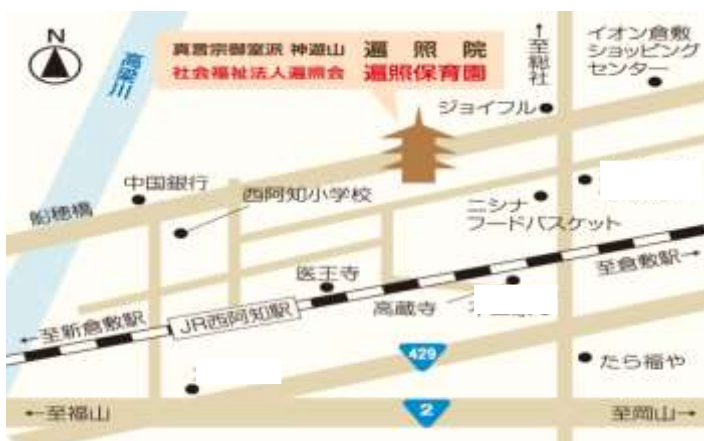 N
高梁川
真言宗御室派 神遊山 遍照院
社会福祉法人遍照会 遍照保育園
↑至総社
イオン倉敷
ショッピング
センター
ジョイフル
中国銀行
西阿知小学校
船穂橋
ニシナ
フードバスケット
医王寺
高蔵寺
至倉敷駅→
←至新倉敷駅
JR西阿知駅
429
たら福や
←至福山
2
至岡山→